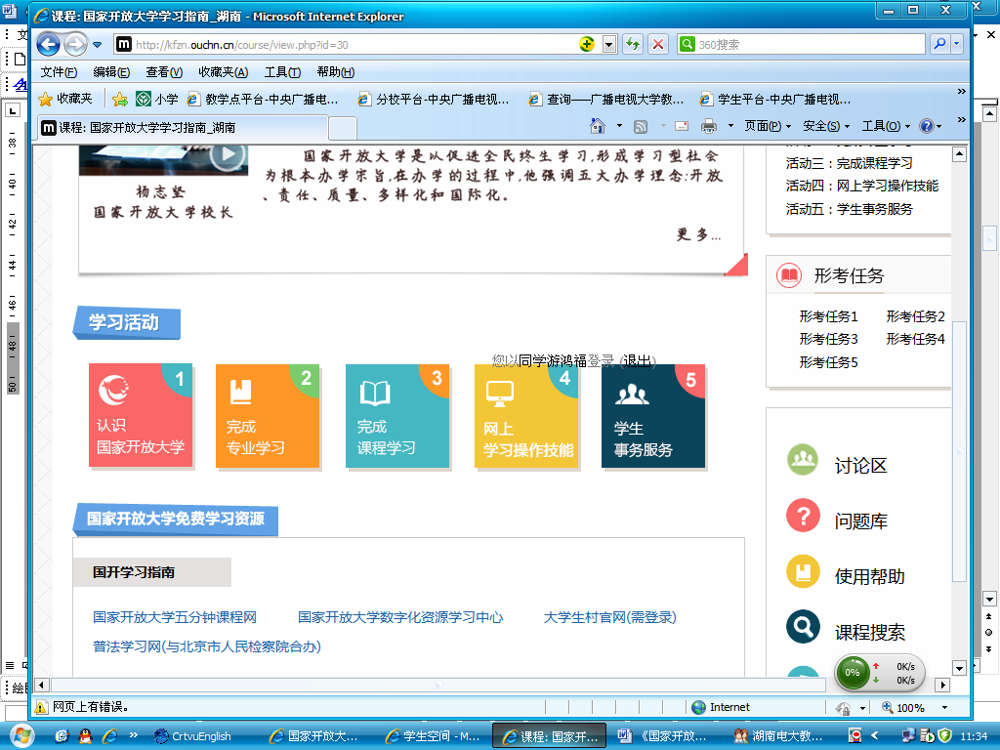 课程: 国家开放大学学习指南_湖南 - Microsoft Internet Explorer
http://kfzn.ouchn.cn/course/view.php?id=30
360搜索
文件(F) 编辑(E) 查看(V) 收藏夹(A) 工具(T) 帮助(H)
收藏夹 小学 教学点平台-中央广播电... 分校平台-中央广播电视... 查询——广播电视大学教... 学生平台-中央广播电视...
课程: 国家开放大学学习指南_湖南
页面(P) 安全(S) 工具(O)
国家开放大学是以促进全民终生学习,形成学习型社会
为根本办学宗旨,在办学的过程中,他强调五大办学理念:开放
、责任、质量、多样化和国际化。
杨志坚
国家开放大学校长
更多...
活动三：完成课程学习
活动四：网上学习操作技能
活动五：学生事务服务
形考任务
形考任务1 形考任务2
形考任务3 形考任务4
形考任务5
学习活动
您以同学游鸿福登录 (退出)
1 认识
国家开放大学
2 完成
专业学习
3 完成
课程学习
4 网上
学习操作技能
5 学生
事务服务
讨论区
问题库
使用帮助
课程搜索
国家开放大学免费学习资源
国开学习指南
国家开放大学五分钟课程网 国家开放大学数字化资源学习中心 大学生村官网(需登录)
普法学习网(与北京市人民检察院合办)
0% 0K/s
0K/s
网页上有错误。 Internet 100%
CrtvuEnglish 国家开放大... 学生空间 - M... 课程: 国家开... 《国家开放... 湖南电大教... 11:34
38
40
42
44
46
48
50